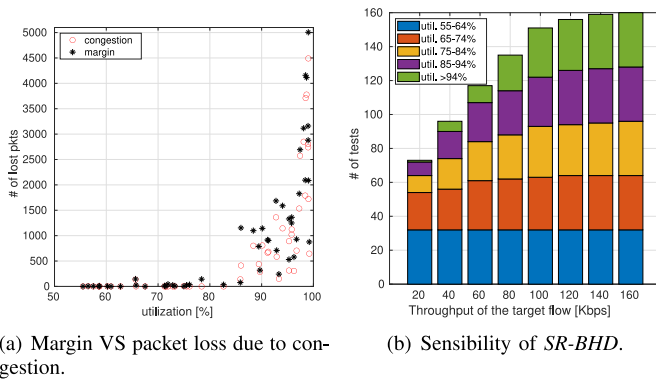 5000
4500
4000
3500
3000
2500
2000
1500
1000
500
0
# of lost pkts
congestion
margin
50 60 70 80 90 100
utilization [%]
(a) Margin VS packet loss due to con-
gestion.
160
140
120
100
80
60
40
20
0
# of tests
util. 55-64%
util. 65-74%
util. 75-84%
util. 85-94%
util. >94%
20 40 60 80 100 120 140 160
Throughput of the target flow [Kbps]
(b) Sensibility of SR-BHD.